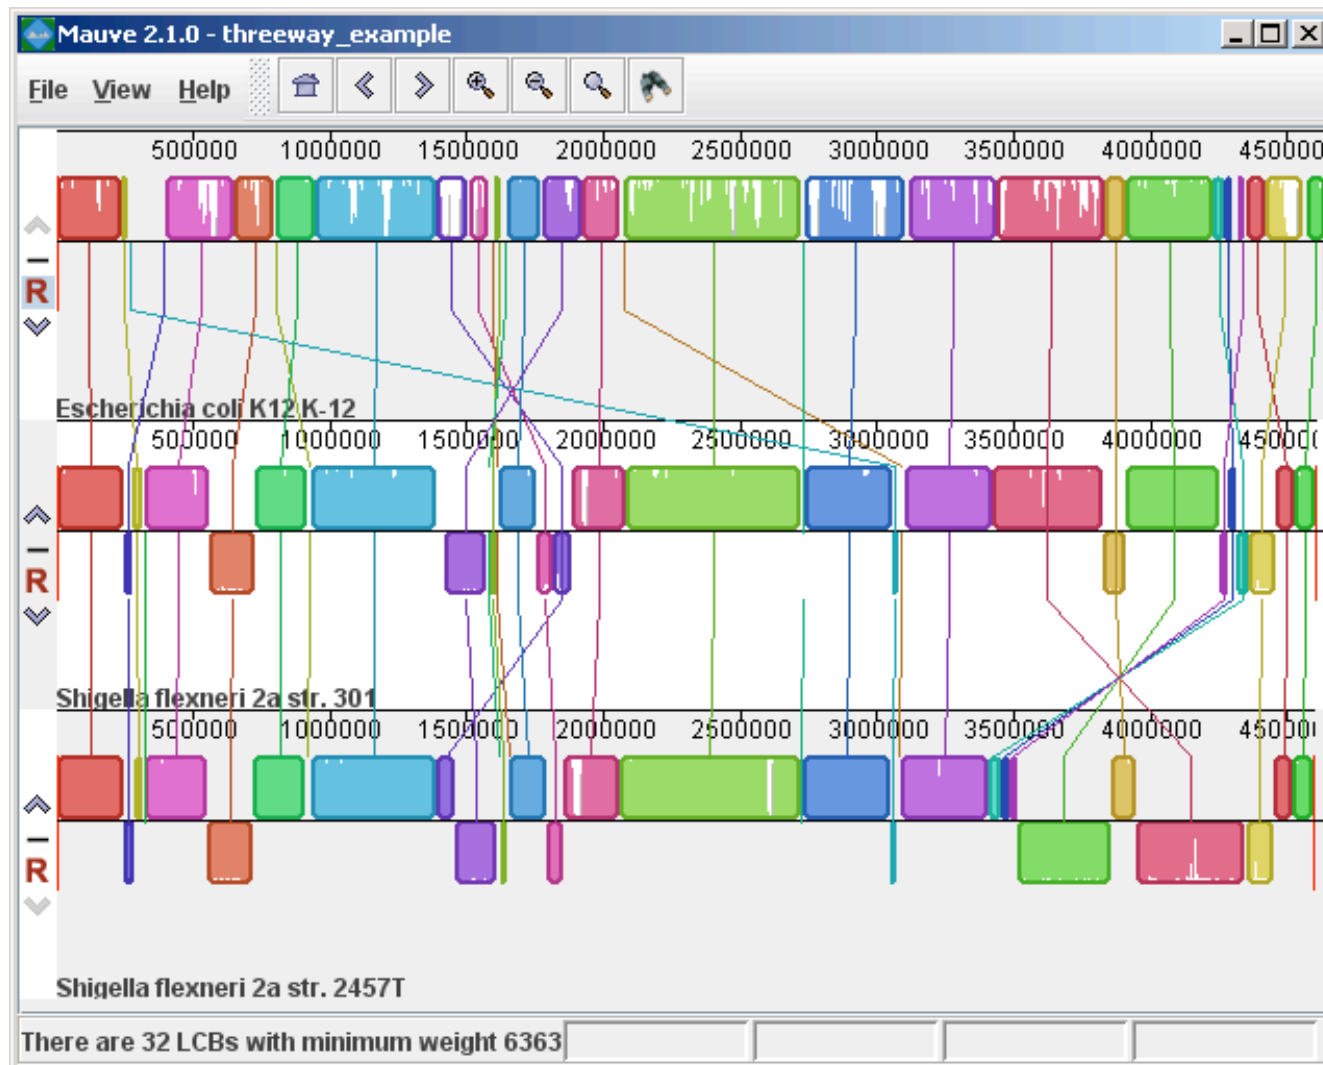 Mauve 2.1.0 - threeway_example
File View Help
500000 1000000 1500000 2000000 2500000 3000000 3500000 4000000 450000
R
Escherichia coli K12 K-12
500000 1000000 1500000 2000000 2500000 3000000 3500000 4000000 450000
R
Shigella flexneri 2a str. 301
500000 1000000 1500000 2000000 2500000 3000000 3500000 4000000 450000
R
Shigella flexneri 2a str. 2457T
There are 32 LCBs with minimum weight 6363